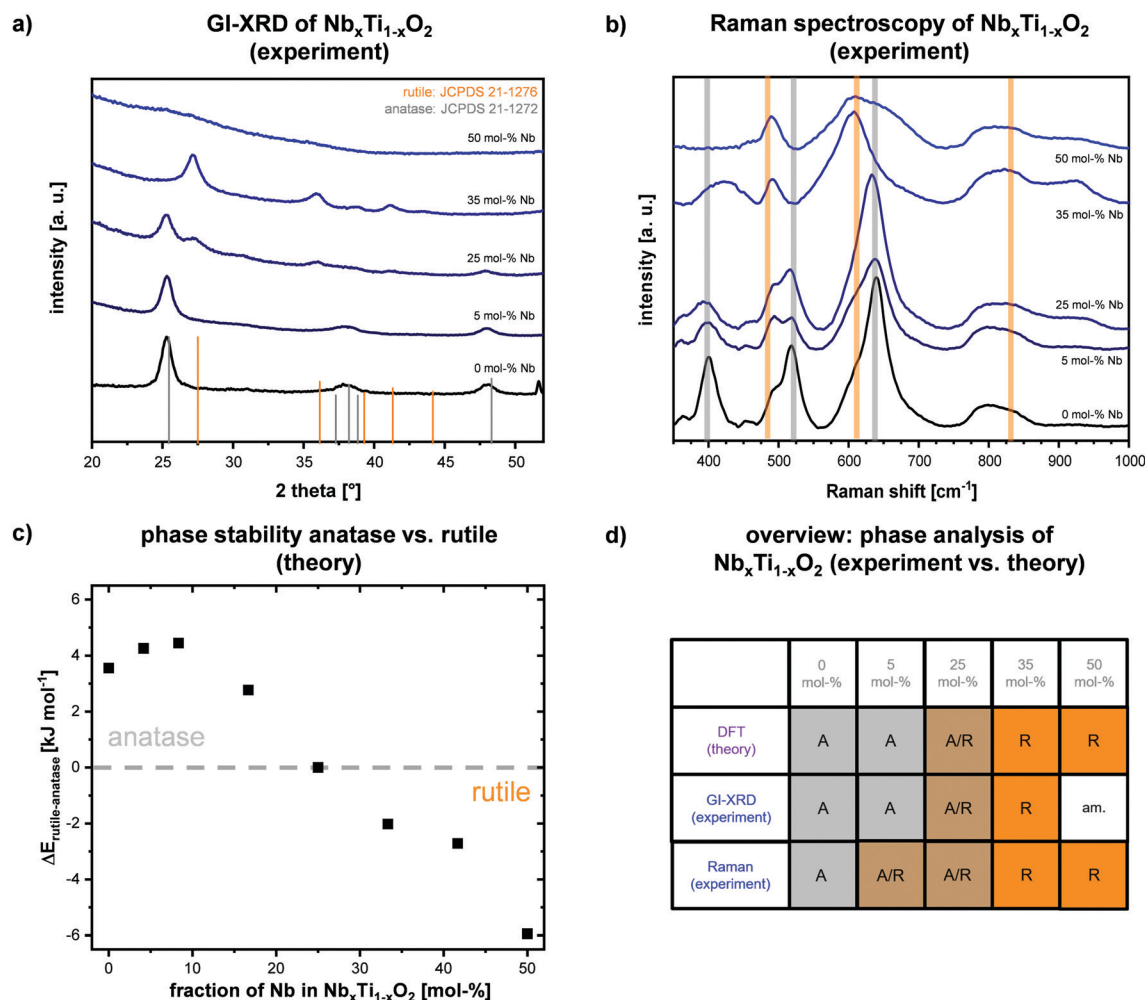 a)
GI-XRD of NbxTi1-xO2
(experiment)
rutile: JCPDS 21-1276
anatase: JCPDS 21-1272
50 mol-% Nb
35 mol-% Nb
25 mol-% Nb
5 mol-% Nb
0 mol-% Nb
intensity [a. u.]
20 25 30 35 40 45 50
2 theta [°]
b)
Raman spectroscopy of NbxTi1-xO2
(experiment)
50 mol-% Nb
35 mol-% Nb
25 mol-% Nb
5 mol-% Nb
0 mol-% Nb
intensity [a. u.]
400 500 600 700 800 900 1000
Raman shift [cm-1]
c)
phase stability anatase vs. rutile
(theory)
6
4
2
0
-2
-4
-6
ΔErutile-anatase [kJ mol-1]
anatase
rutile
0 10 20 30 40 50
fraction of Nb in NbxTi1-xO2 [mol-%]
d)
overview: phase analysis of
NbxTi1-xO2 (experiment vs. theory)
0 5 25 35 50
mol-% mol-% mol-% mol-% mol-%
DFT
(theory)
A A A/R R R
GI-XRD
(experiment)
A A A/R R am.
Raman
(experiment)
A A/R A/R R R